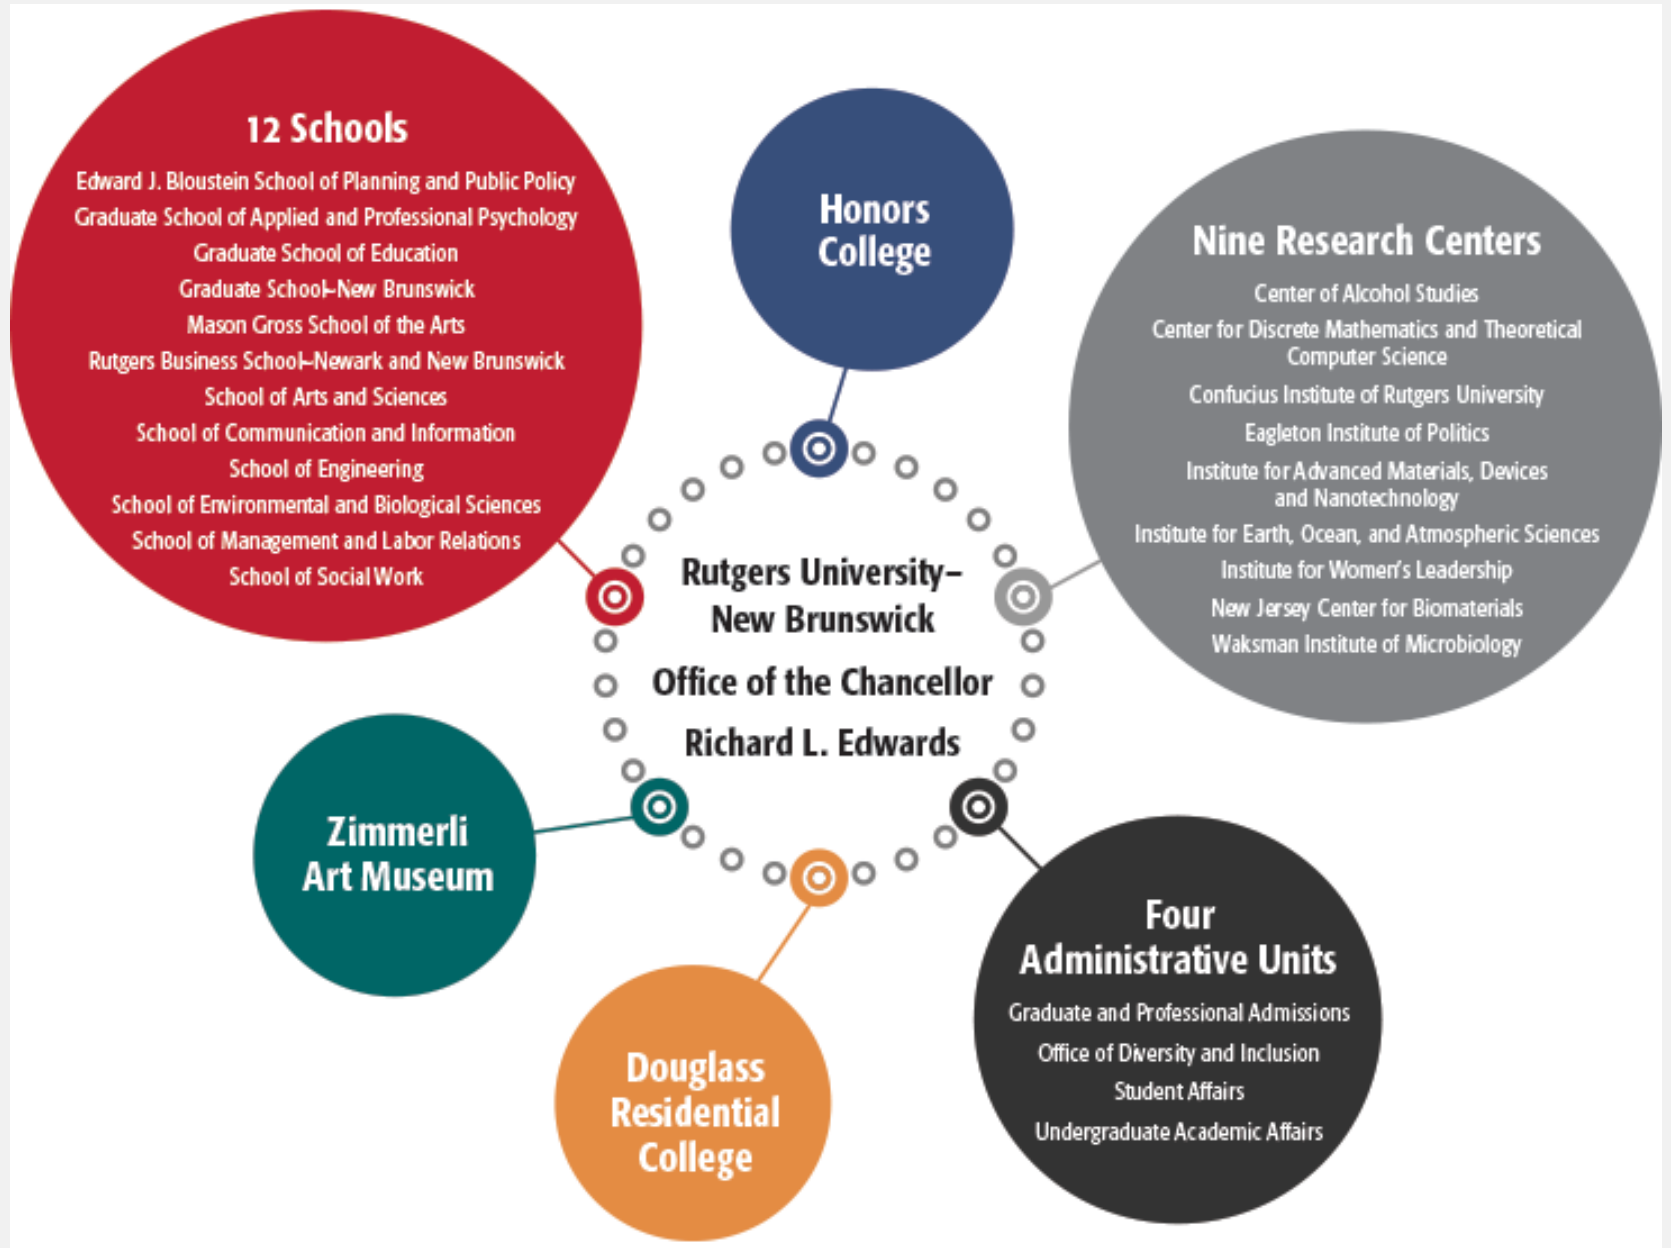 12 Schools
Edward J. Bloustein School of Planning and Public Policy
Graduate School of Applied and Professional Psychology
Graduate School of Education
Graduate School–New Brunswick
Mason Gross School of the Arts
Rutgers Business School–Newark and New Brunswick
School of Arts and Sciences
School of Communication and Information
School of Engineering
School of Environmental and Biological Sciences
School of Management and Labor Relations
School of Social Work
Honors
College
Nine Research Centers
Center of Alcohol Studies
Center for Discrete Mathematics and Theoretical
Computer Science
Confucius Institute of Rutgers University
Eagleton Institute of Politics
Institute for Advanced Materials, Devices
and Nanotechnology
Institute for Earth, Ocean, and Atmospheric Sciences
Institute for Women's Leadership
New Jersey Center for Biomaterials
Waksman Institute of Microbiology
Rutgers University–
New Brunswick
Office of the Chancellor
Richard L. Edwards
Zimmerli
Art Museum
Douglass
Residential
College
Four
Administrative Units
Graduate and Professional Admissions
Office of Diversity and Inclusion
Student Affairs
Undergraduate Academic Affairs